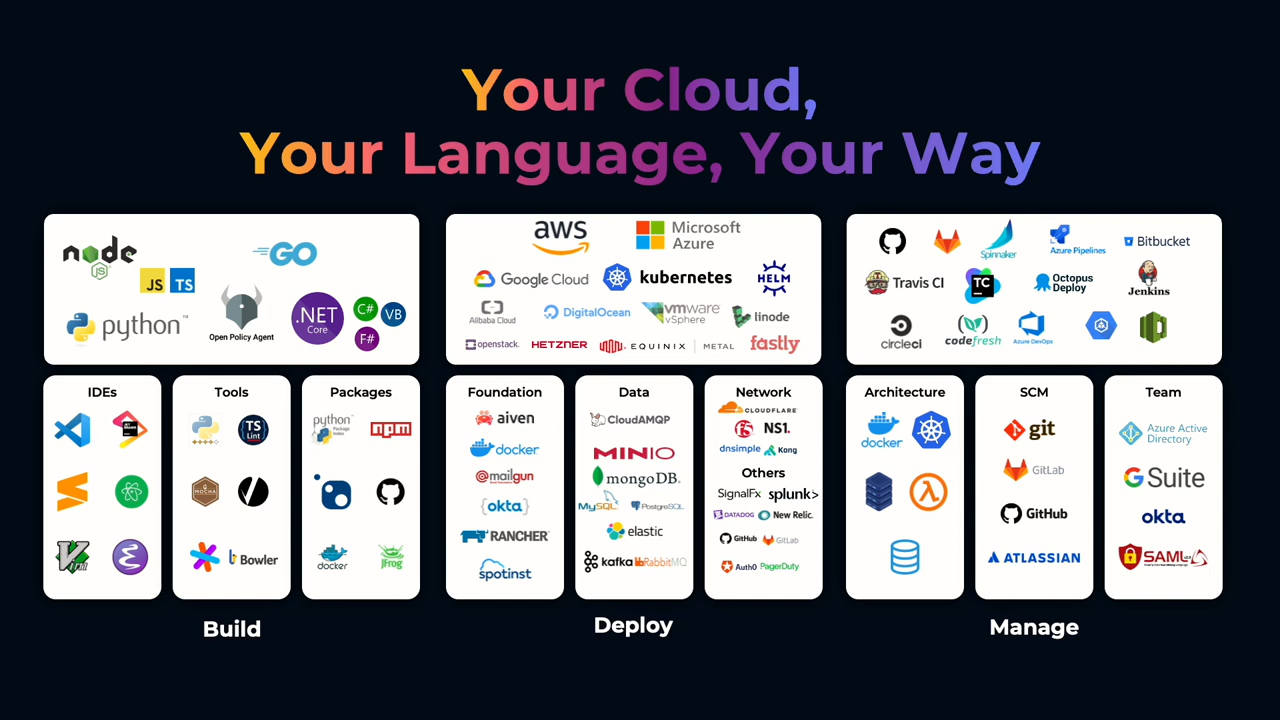 Your Cloud,
Your Language, Your Way
node
JS
GO
JS TS
python™
Open Policy Agent
.NET
Core
C#
VB
F#
aws
Microsoft
Azure
Google Cloud
kubernetes
HELM
Alibaba Cloud
DigitalOcean
vmware
vSphere
linode
openstack.
HETZNER
EQUINIX | METAL
fastly
Spinnaker
Azure Pipelines
Bitbucket
Travis CI
TC
Octopus
Deploy
Jenkins
circleci
codefresh
Azure DevOps
IDEs
JET
BRAINS
Vim
Tools
TS
Lint
MOCHA
Bowler
Packages
python
Package
Index
npm
docker
JFrog
Foundation
aiven
docker
@mailgun
{okta}
RANCHER
spotinst
Data
CloudAMQP
MINIO
mongoDB.
MySQL
PostgreSQL
elastic
kafka
RabbitMQ
Network
CLOUDFLARE
f5
NS1.
dnsimple
Kong
Others
SignalFx
splunk>
DATADOG
New Relic.
GitHub
GitLab
Auth0
PagerDuty
Architecture
docker
SCM
git
GitLab
GitHub
ATLASSIAN
Team
Azure Active
Directory
G Suite
okta
SAML
Build
Deploy
Manage